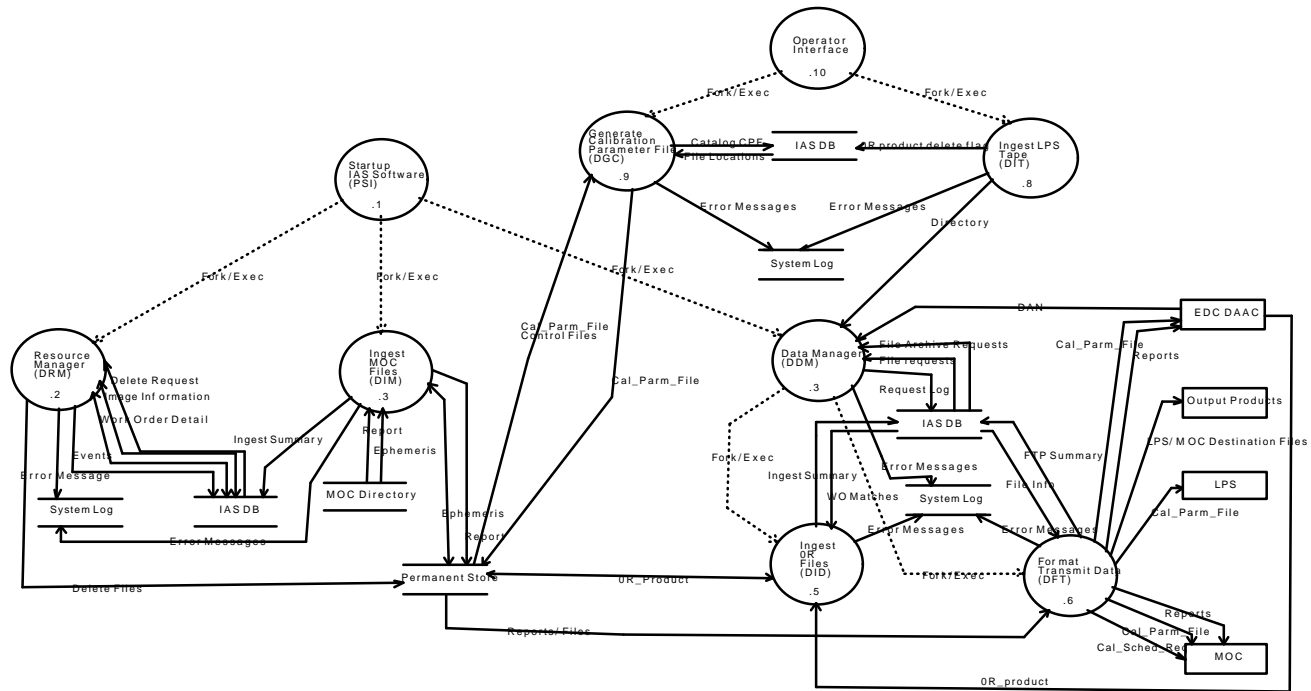 Operator
Interface
.10
Fork/Exec
Fork/Exec
Generate
Calibration
Parameter File
(DGC)
.9
Catalog CPF
File Locations
IAS DB
0R product delete flag
Ingest LPS
Tape
(DIT)
.8
Startup
IAS Software
(PSI)
.1
Error Messages
Error Messages
Directory
System Log
Fork/Exec
Fork/Exec
Fork/Exec
Cal_Parm_File
Control Files
Cal_Parm_File
DAN
EDC DAAC
Resource
Manager
(DRM)
.2
Delete Request
Image Information
Work Order Detail
Ingest
MOC
Files (DIM)
.3
Data Manager
(DDM)
.3
File Archive Requests
File requests
Request Log
Cal_Parm_File
Reports
Output Products
LPS/MOC Destination Files
Ingest Summary
Report
Ephemeris
IAS DB
Events
Error Message
System Log
IAS DB
MOC Directory
Error Messages
Ephemeris
Report
Fork/Exec
Ingest Summary
Error Messages
WO Matches
System Log
FTP Summary
File Info
LPS
Cal_Parm_File
Error Messages
Error Messages
Ingest
0R
Files
(DID)
.5
Format
Transmit Data
(DFT)
.6
Fork/Exec
Delete Files
Permanent Store
0R_Product
Reports/Files
Reports
Cal_Parm_File
Cal_Sched_Req
MOC
0R_product